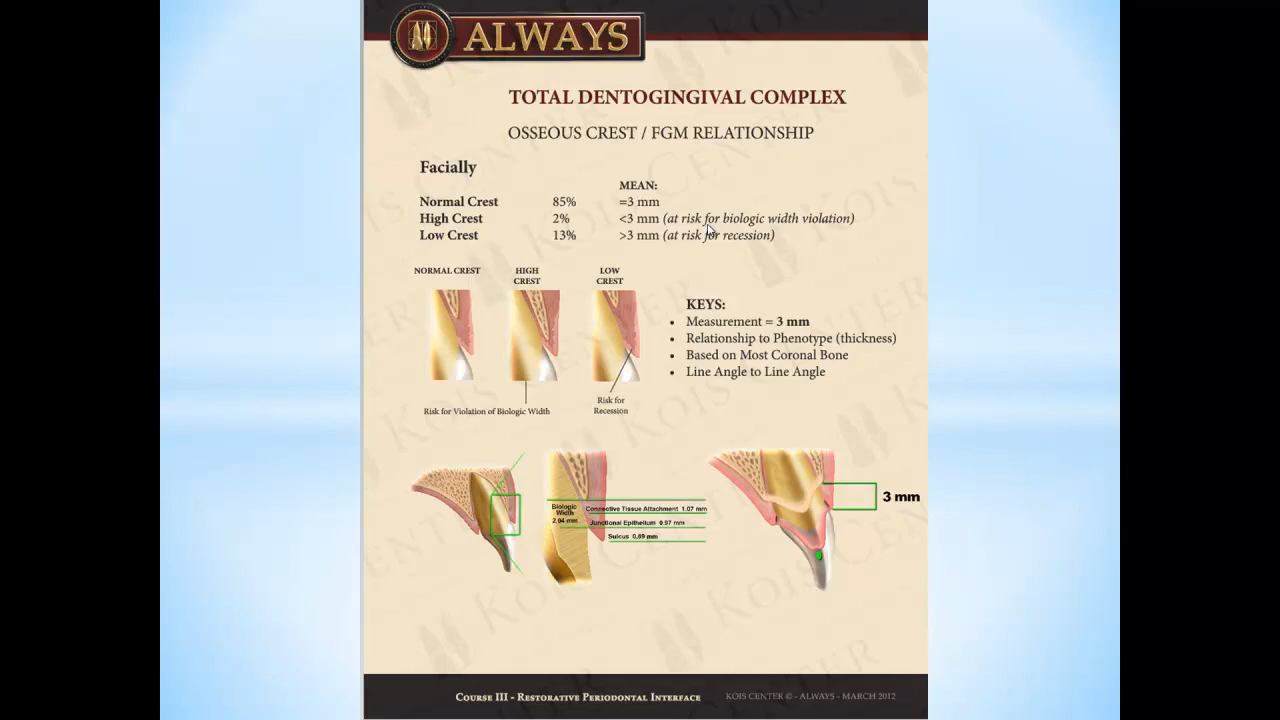 ALWAYS
TOTAL DENTOGINGIVAL COMPLEX
OSSEOUS CREST / FGM RELATIONSHIP
Facially
MEAN:
Normal Crest 85% =3 mm
High Crest 2% <3 mm (at risk for biologic width violation)
Low Crest 13% >3 mm (at risk for recession)
NORMAL CREST
HIGH
CREST
LOW
CREST
KEYS:
• Measurement = 3 mm
• Relationship to Phenotype (thickness)
• Based on Most Coronal Bone
• Line Angle to Line Angle
Risk for Violation of Biologic Width
Risk for
Recession
Biologic
Width
2.04 mm
Connective Tissue Attachment 1.07 mm
Junctional Epithelium 0.97 mm
Sulcus 0.69 mm
3 mm
COURSE III - RESTORATIVE PERIODONTAL INTERFACE
KOIS CENTER © - ALWAYS - MARCH 2012